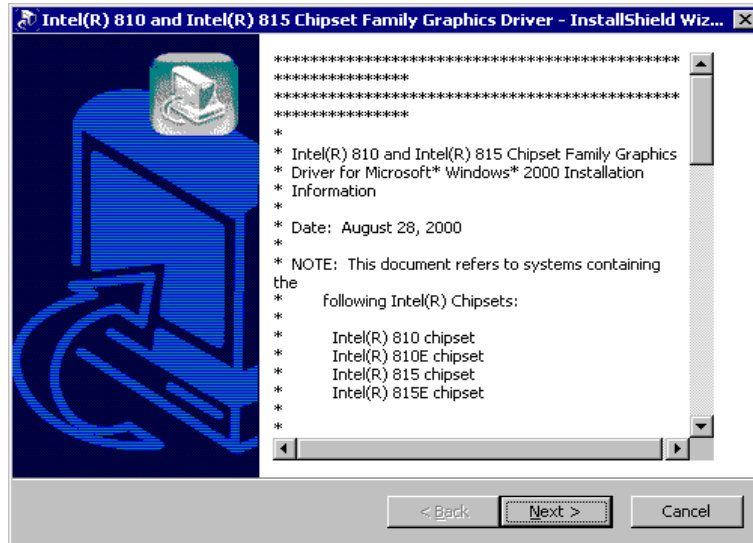 Intel(R) 810 and Intel(R) 815 Chipset Family Graphics Driver - InstallShield Wiz...
*********************************************
***************
*********************************************
***************
*
* Intel(R) 810 and Intel(R) 815 Chipset Family Graphics
* Driver for Microsoft* Windows* 2000 Installation
* Information
*
* Date: August 28, 2000
*
* NOTE: This document refers to systems containing
the
* following Intel(R) Chipsets:
*
* Intel(R) 810 chipset
* Intel(R) 810E chipset
* Intel(R) 815 chipset
* Intel(R) 815E chipset
*
*
< Back
Next >
Cancel